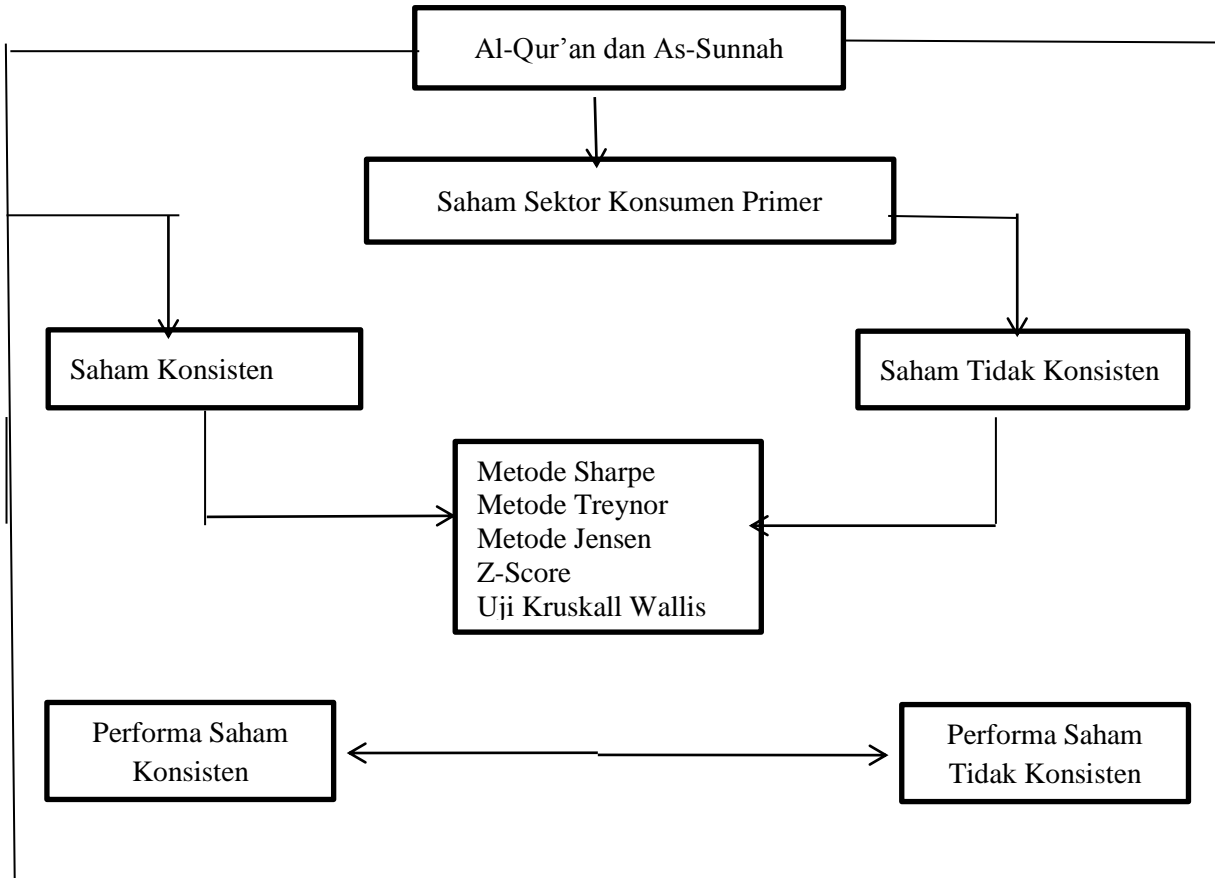 Al-Qur’an dan As-Sunnah
Saham Sektor Konsumen Primer
Saham Konsisten
Saham Tidak Konsisten
Metode Sharpe
Metode Treynor
Metode Jensen
Z-Score
Uji Kruskall Wallis
Performa Saham
Konsisten
Performa Saham
Tidak Konsisten